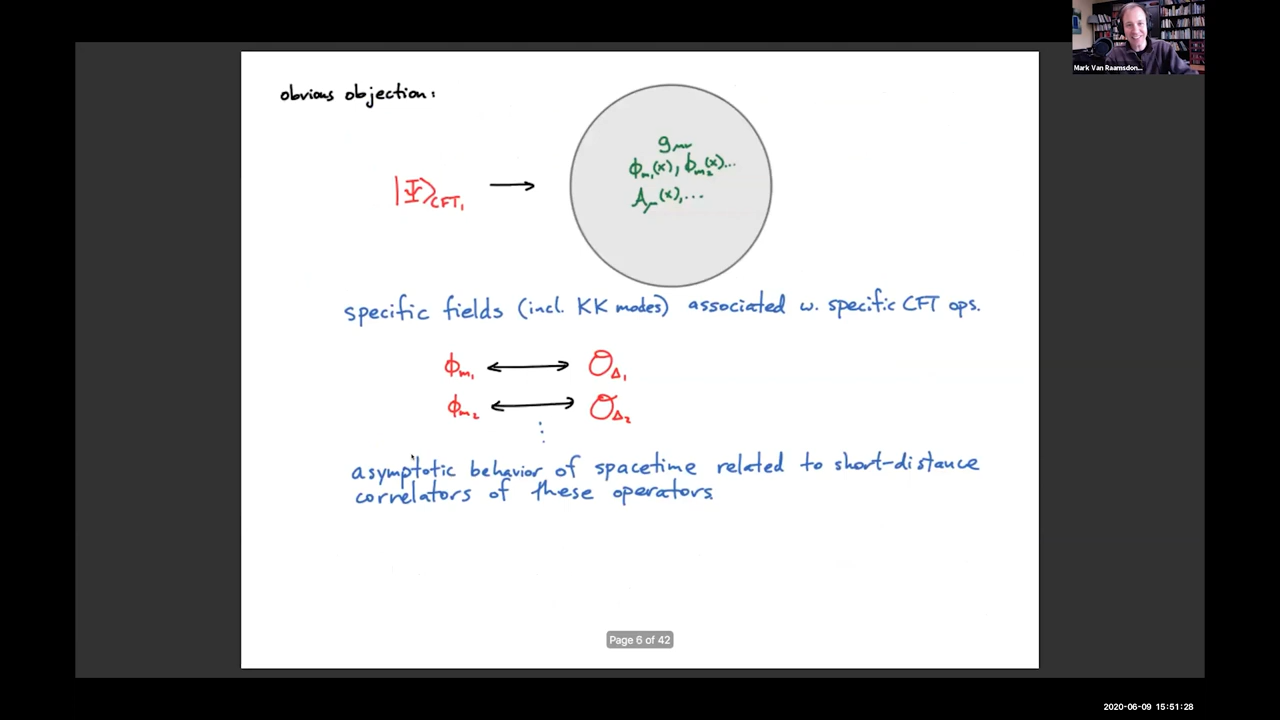 Mark Van Raamsdon...
obvious objection:
gμν
ϕm₁(x), ϕm₂(x)...
Aμ(x),...
|Ψ⟩CFT₁ →
specific fields (incl. KK modes) associated w. specific CFT ops.
ϕm₁ ↔ OΔ₁
ϕm₂ ↔ OΔ₂
⋮
asymptotic behavior of spacetime related to short-distance
correlators of these operators.
Page 6 of 42
2020-06-09 15:51:28